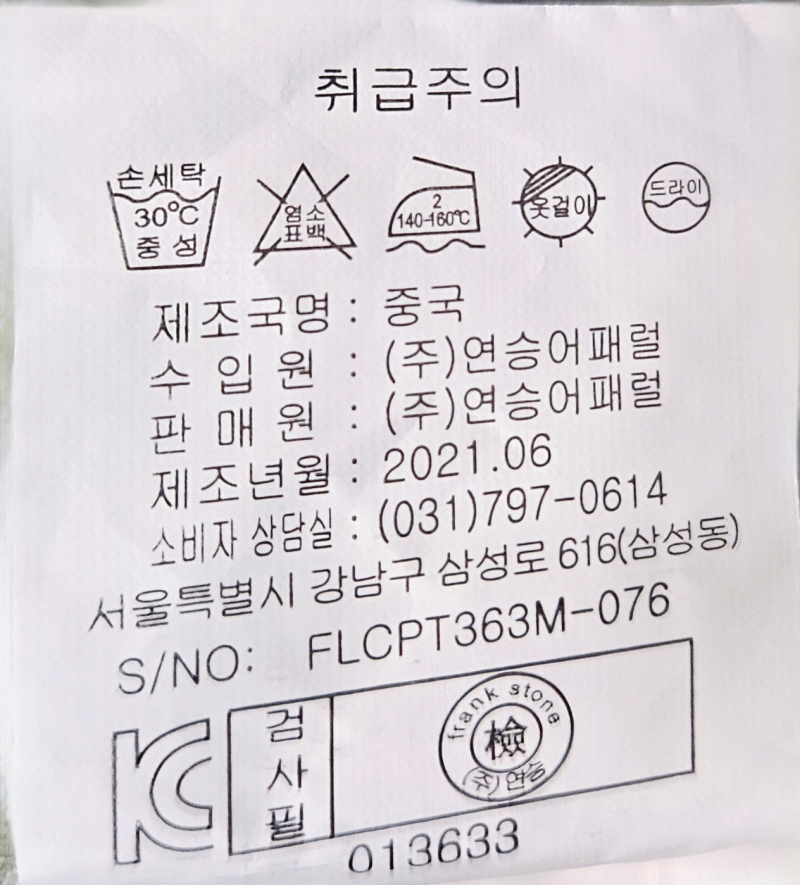 취급주의
손세탁
30℃
중성
염소
표백
2
140-160℃
옷걸이
드라이
제조국명 : 중국
수입원 : (주)연승어패럴
판매원 : (주)연승어패럴
제조년월 : 2021.06
소비자 상담실 : (031)797-0614
서울특별시 강남구 삼성로 616(삼성동)
S/NO: FLCPT363M-076
KC
검사필
frank stone
檢
(주)연승
013633